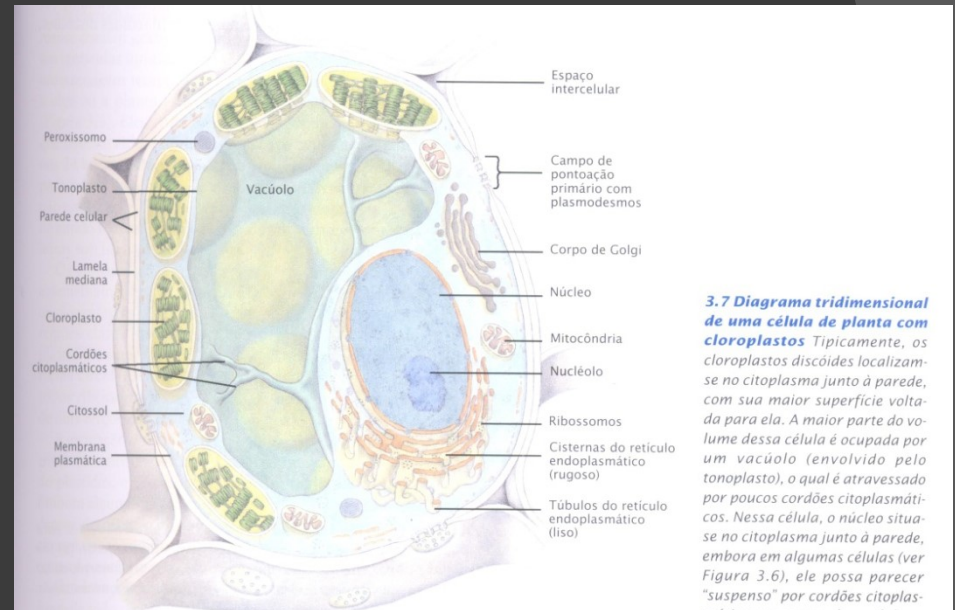 Peroxissomo
Tonoplasto
Parede celular
Lamela
mediana
Cloroplasto
Cordões
citoplasmáticos
Citossol
Membrana
plasmática
Vacúolo
Espaço
intercelular
Campo de
pontoação
primário com
plasmodesmos
Corpo de Golgi
Núcleo
Mitocôndria
Nucléolo
Ribossomos
Cisternas do retículo
endoplasmático
(rugoso)
Túbulos do retículo
endoplasmático
(liso)
3.7 Diagrama tridimensional
de uma célula de planta com
cloroplastos Tipicamente, os
cloroplastos discóides localizam-
se no citoplasma junto à parede,
com sua maior superfície volta-
da para ela. A maior parte do vo-
lume dessa célula é ocupada por
um vacúolo (envolvido pelo
tonoplasto), o qual é atravessado
por poucos cordões citoplasmáti-
cos. Nessa célula, o núcleo situa-
se no citoplasma junto à parede,
embora em algumas células (ver
Figura 3.6), ele possa parecer
"suspenso" por cordões citoplas-